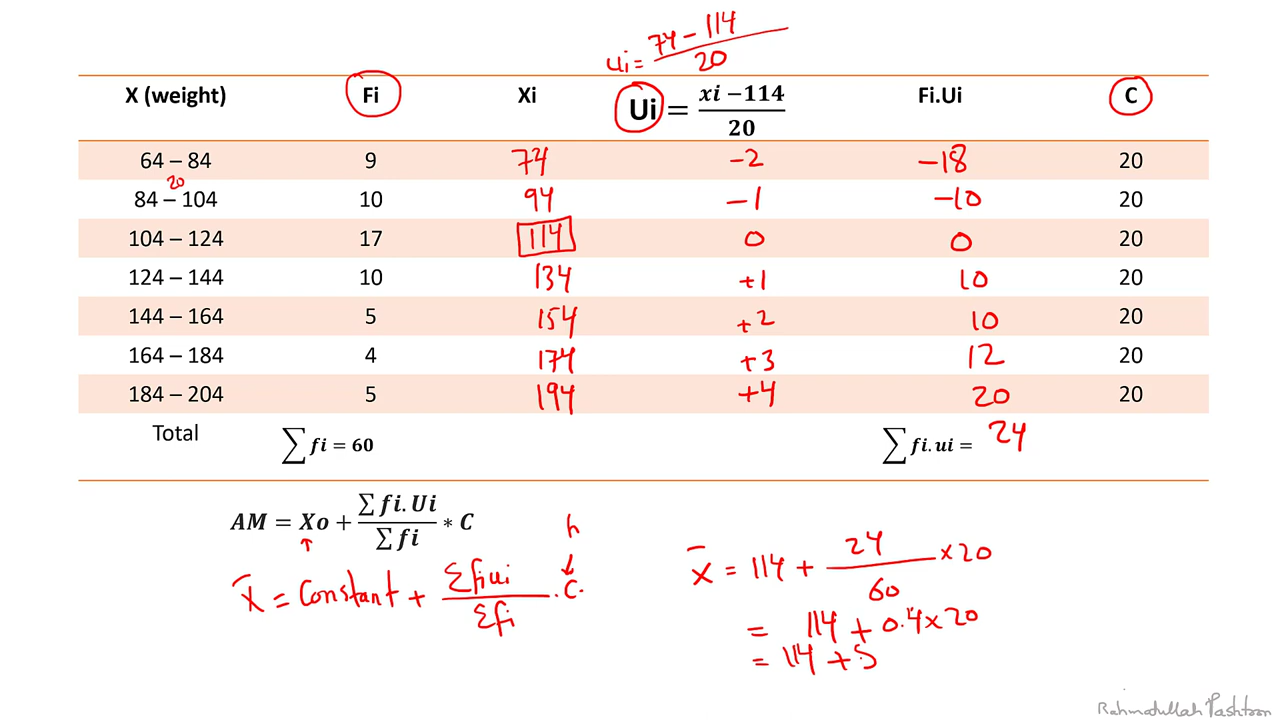 ui = 74 - 114 / 20
X (weight) Fi Xi Ui = xi -114 / 20 Fi.Ui C
64 – 84 9 74 -2 -18 20
20
84 – 104 10 94 -1 -10 20
104 – 124 17 114 0 0 20
124 – 144 10 134 +1 10 20
144 – 164 5 154 +2 10 20
164 – 184 4 174 +3 12 20
184 – 204 5 194 +4 20 20
Total ∑ fi = 60 ∑ fi.ui = 24
AM = Xo + ∑ fi.Ui / ∑ fi * C
h
X̄ = Constant + Σfiui / Σfi . C.
X̄ = 114 + 24 / 60 × 20
= 114 + 0.4 × 20
= 114 + 5
Rahmatullah Pashtoon